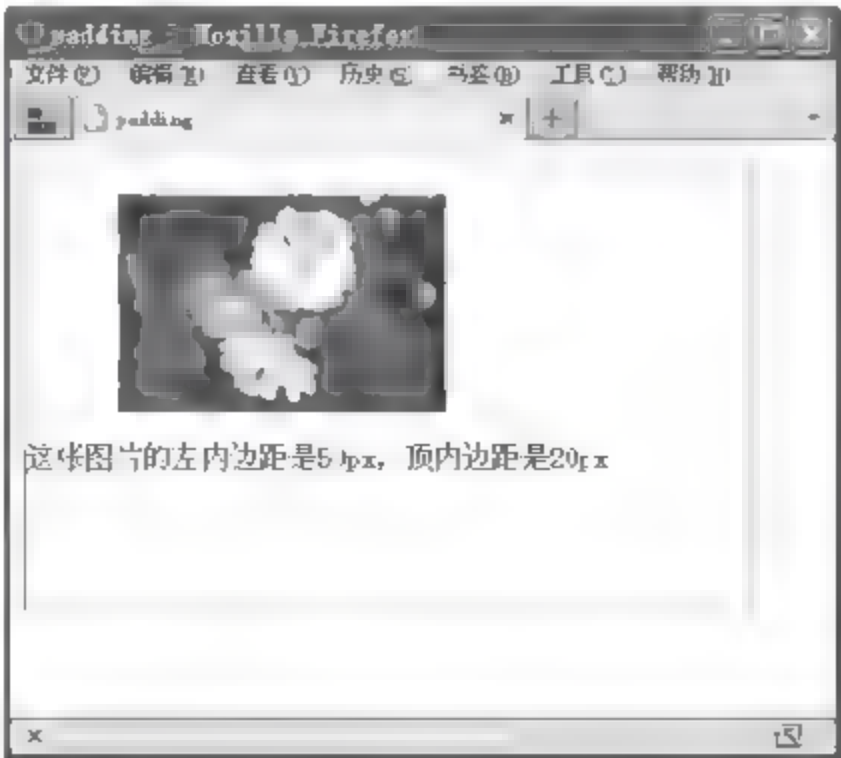 padding - Mozilla Firefox
文件(F) 编辑(E) 查看(V) 历史(S) 书签(B) 工具(T) 帮助(H)
padding
这张图片的左内边距是50px，顶内边距是20px